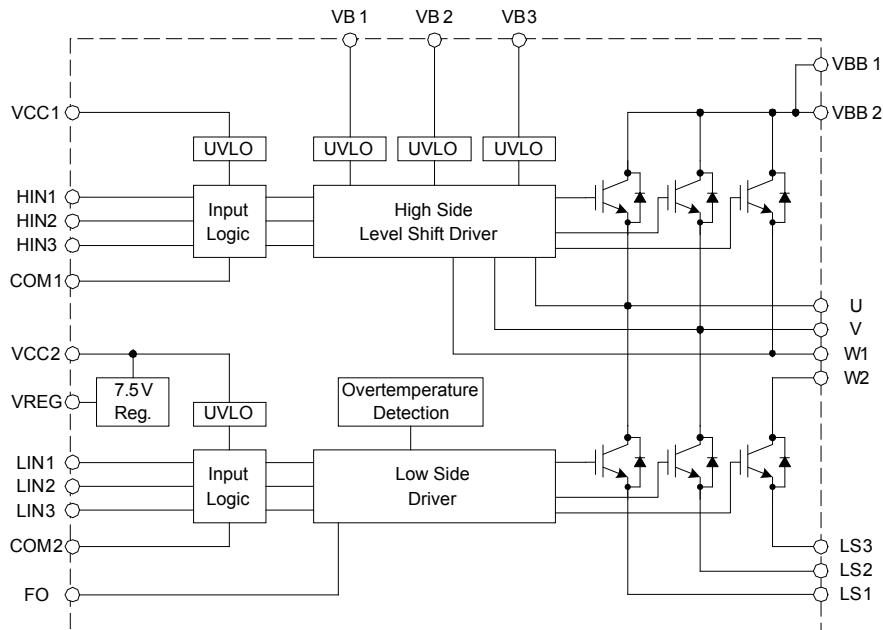 VB 1
VB 2
VB 3
VBB 1
VCC1
VBB 2
UVLO
UVLO
UVLO
UVLO
HIN1
HIN2
HIN3
Input
Logic
High Side
Level Shift Driver
COM1
U
V
VCC2
W1
VREG
7.5 V
Reg.
UVLO
Overtemperature
Detection
W2
LIN1
LIN2
LIN3
Input
Logic
Low Side
Driver
COM2
LS3
LS2
FO
LS1